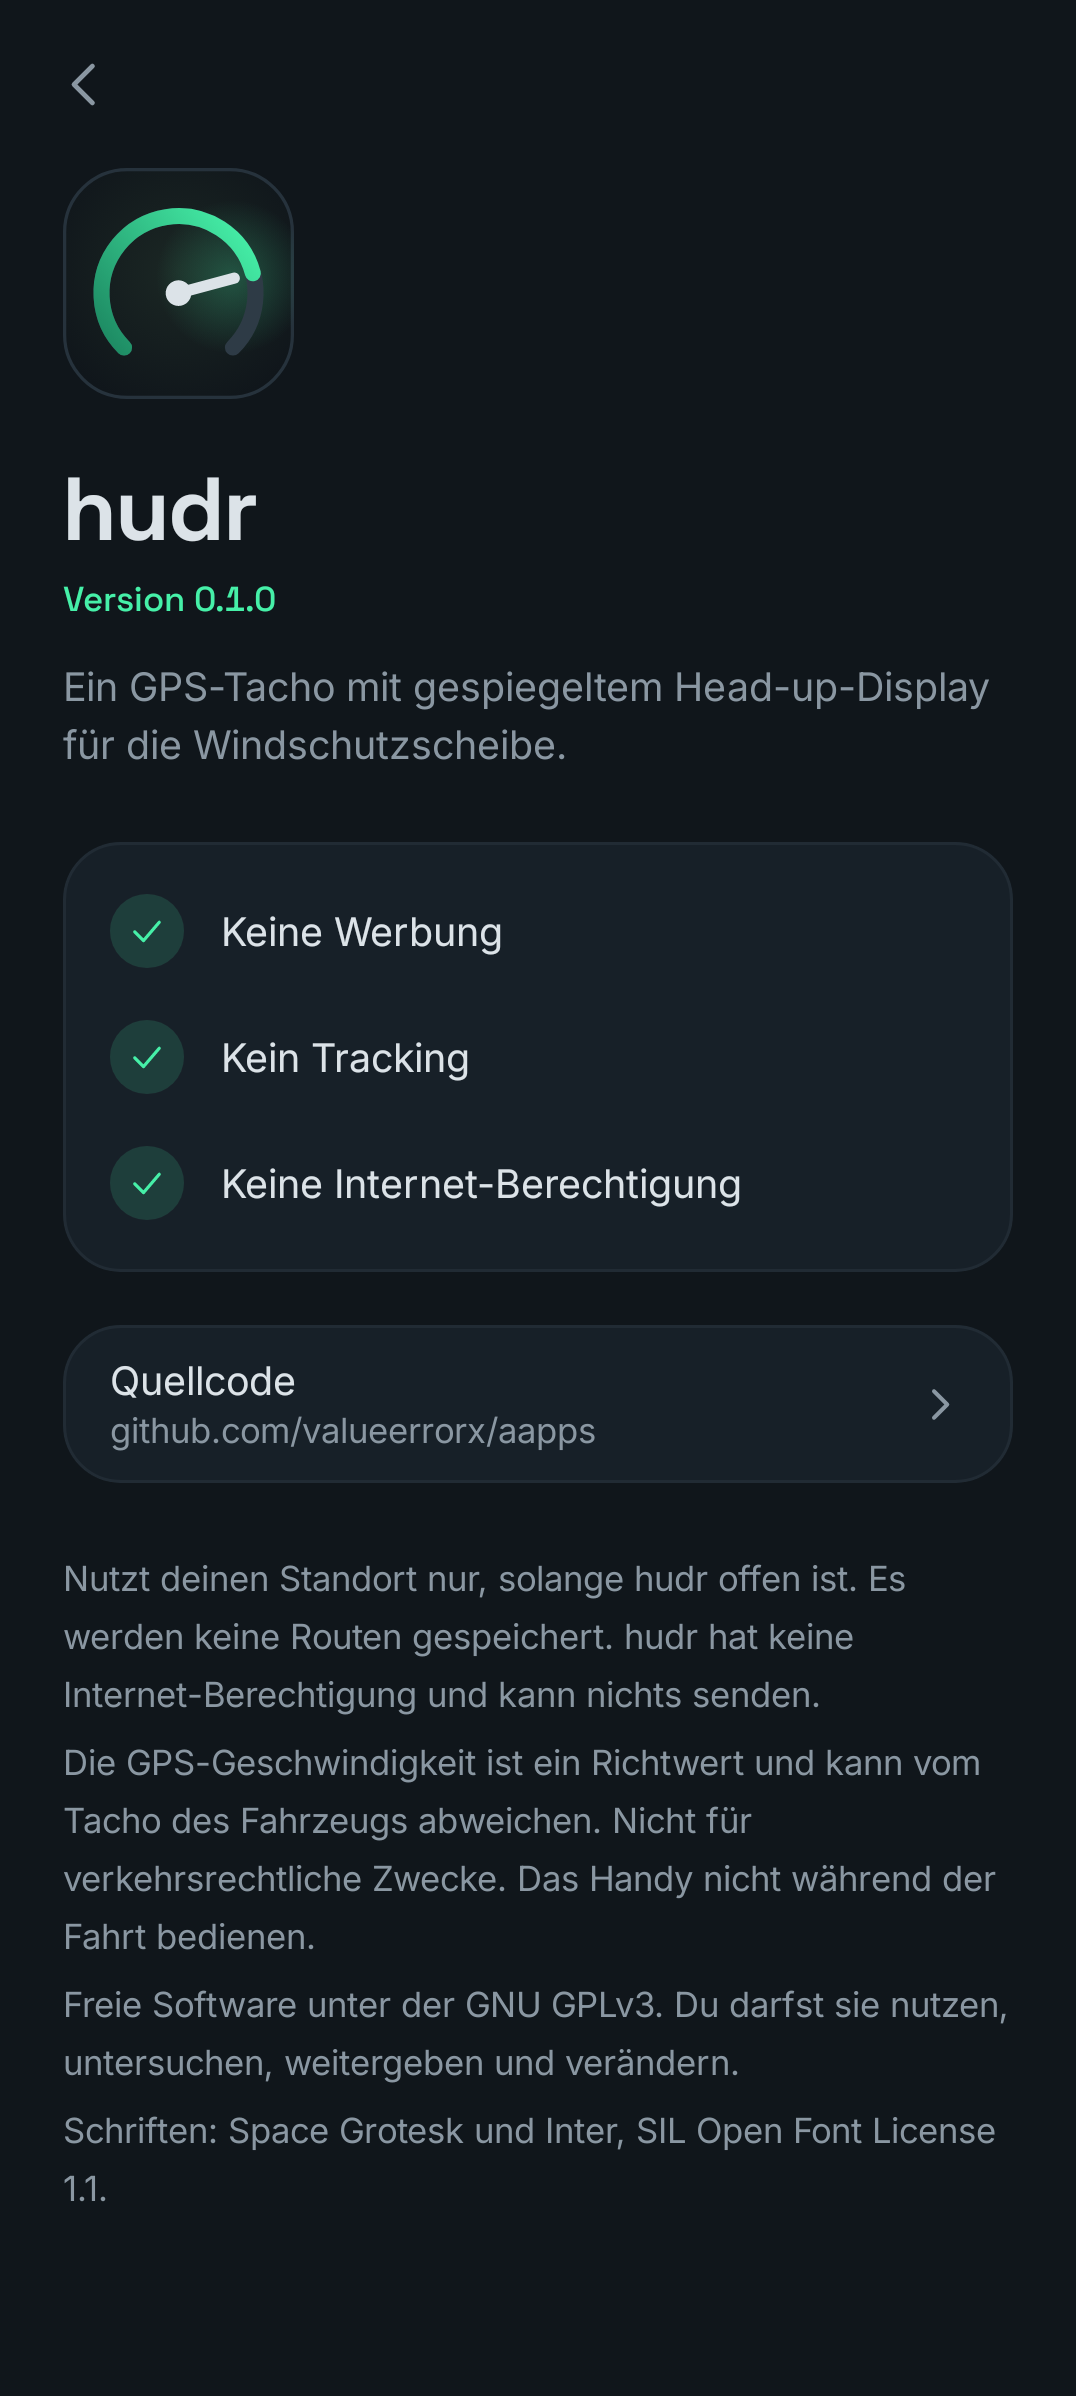 hudr
Version 0.1.0
Ein GPS-Tacho mit gespiegeltem Head-up-Display
für die Windschutzscheibe.
Keine Werbung
Kein Tracking
Keine Internet-Berechtigung
Quellcode
github.com/valueerrorx/aapps
Nutzt deinen Standort nur, solange hudr offen ist. Es
werden keine Routen gespeichert. hudr hat keine
Internet-Berechtigung und kann nichts senden.
Die GPS-Geschwindigkeit ist ein Richtwert und kann vom
Tacho des Fahrzeugs abweichen. Nicht für
verkehrsrechtliche Zwecke. Das Handy nicht während der
Fahrt bedienen.
Freie Software unter der GNU GPLv3. Du darfst sie nutzen,
untersuchen, weitergeben und verändern.
Schriften: Space Grotesk und Inter, SIL Open Font License
1.1.